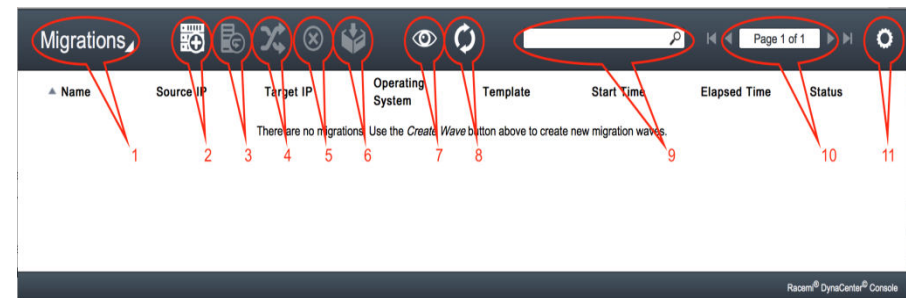 Migrations
Page 1 of 1
Name Source IP Target IP Operating System Template Start Time Elapsed Time Status
There are no migrations. Use the Create Wave button above to create new migration waves.
1 2 3 4 5 6 7 8 9 10 11
Racemi® DynaCenter® Console